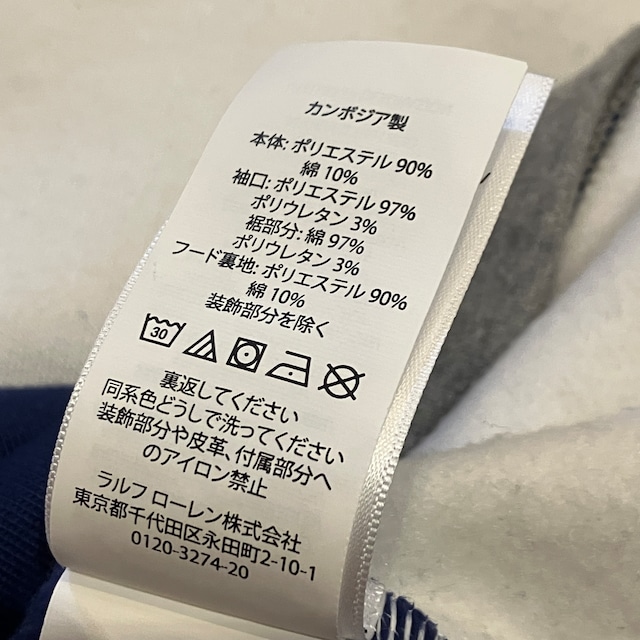 カンボジア製
本体: ポリエステル 90%
綿 10%
袖口: ポリエステル 97%
ポリウレタン 3%
裾部分: 綿 97%
ポリウレタン 3%
フード裏地: ポリエステル 90%
綿 10%
装飾部分を除く
30
裏返してください
同系色どうしで洗ってください
装飾部分や皮革、付属部分へ
のアイロン禁止
ラルフ ローレン株式会社
東京都千代田区永田町2-10-1
0120-3274-20